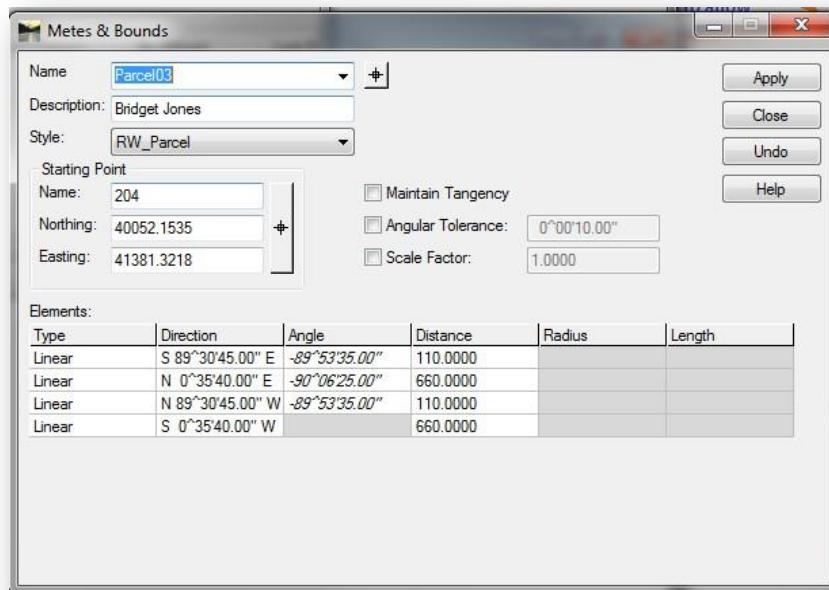 Metes & Bounds
Name Parcel03 Apply
Description: Bridget Jones Close
Style: RW_Parcel Undo
Starting Point
Name: 204 Maintain Tangency Help
Northing: 40052.1535 Angular Tolerance: 0^00'10.00"
Easting: 41381.3218 Scale Factor: 1.0000
Elements:
Type Direction Angle Distance Radius Length
Linear S 89^30'45.00" E -89^53'35.00" 110.0000
Linear N 0^35'40.00" E -90^06'25.00" 660.0000
Linear N 89^30'45.00" W -89^53'35.00" 110.0000
Linear S 0^35'40.00" W 660.0000